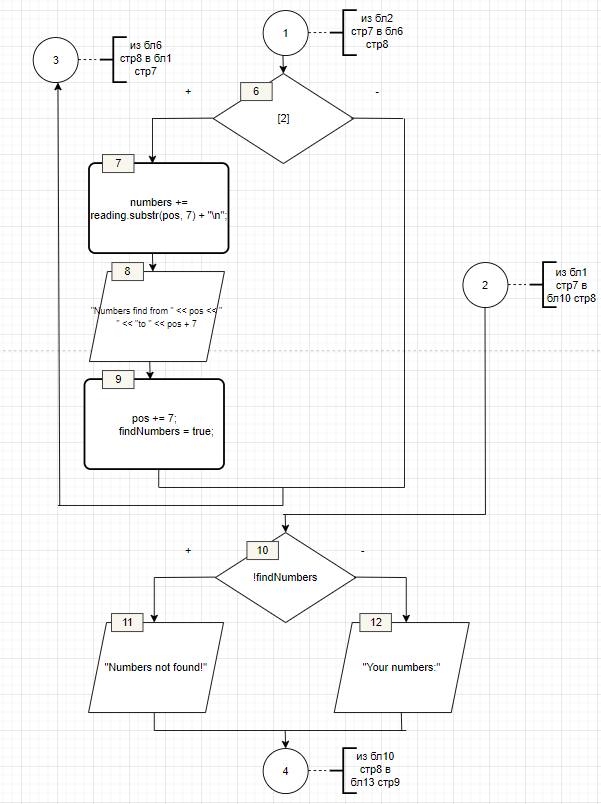 1
из бл2
стр7 в бл6
стр8
3
из бл6
стр8 в бл1
стр7
+
-
6
[2]
7
numbers +=
reading.substr(pos, 7) + "\n";
8
"Numbers find from " << pos << "
" << "to " << pos + 7
2
из бл1
стр7 в
бл10 стр8
9
pos += 7;
findNumbers = true;
+
-
10
!findNumbers
11
"Numbers not found!"
12
"Your numbers:"
4
из бл10
стр8 в
бл13 стр9